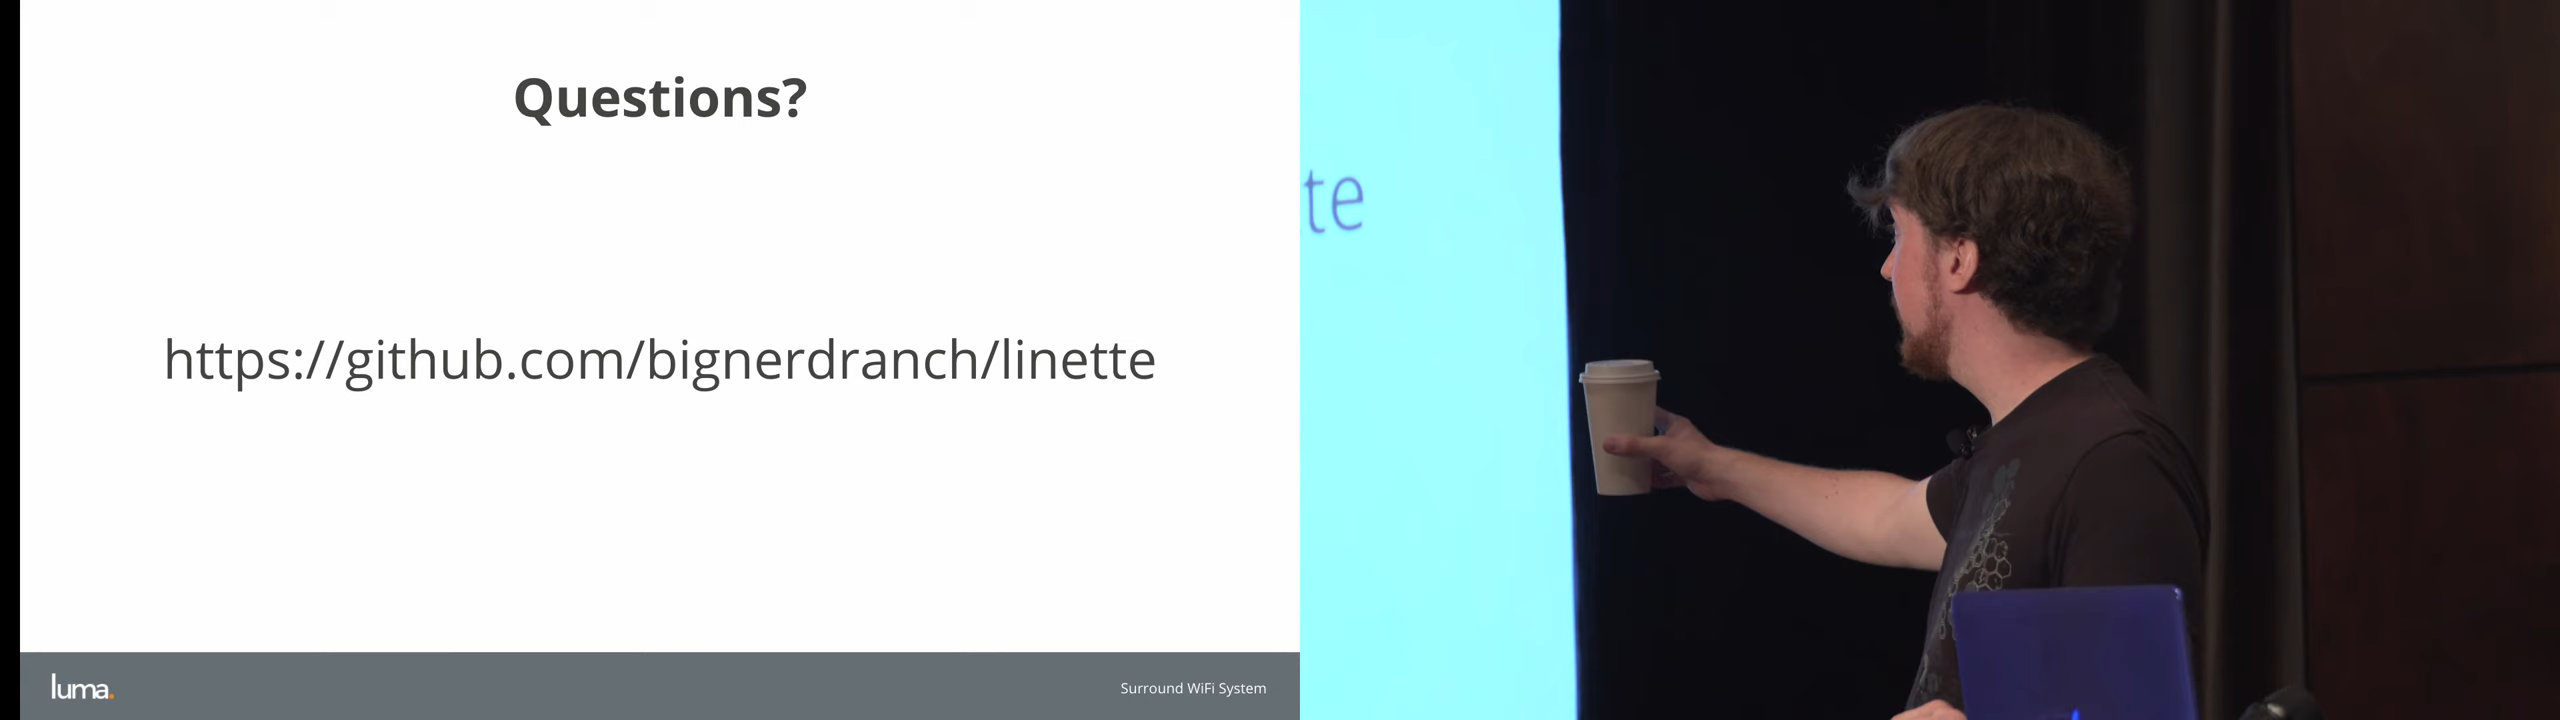 Questions?
https://github.com/bignerdranch/linette
luma.
Surround WiFi System
te